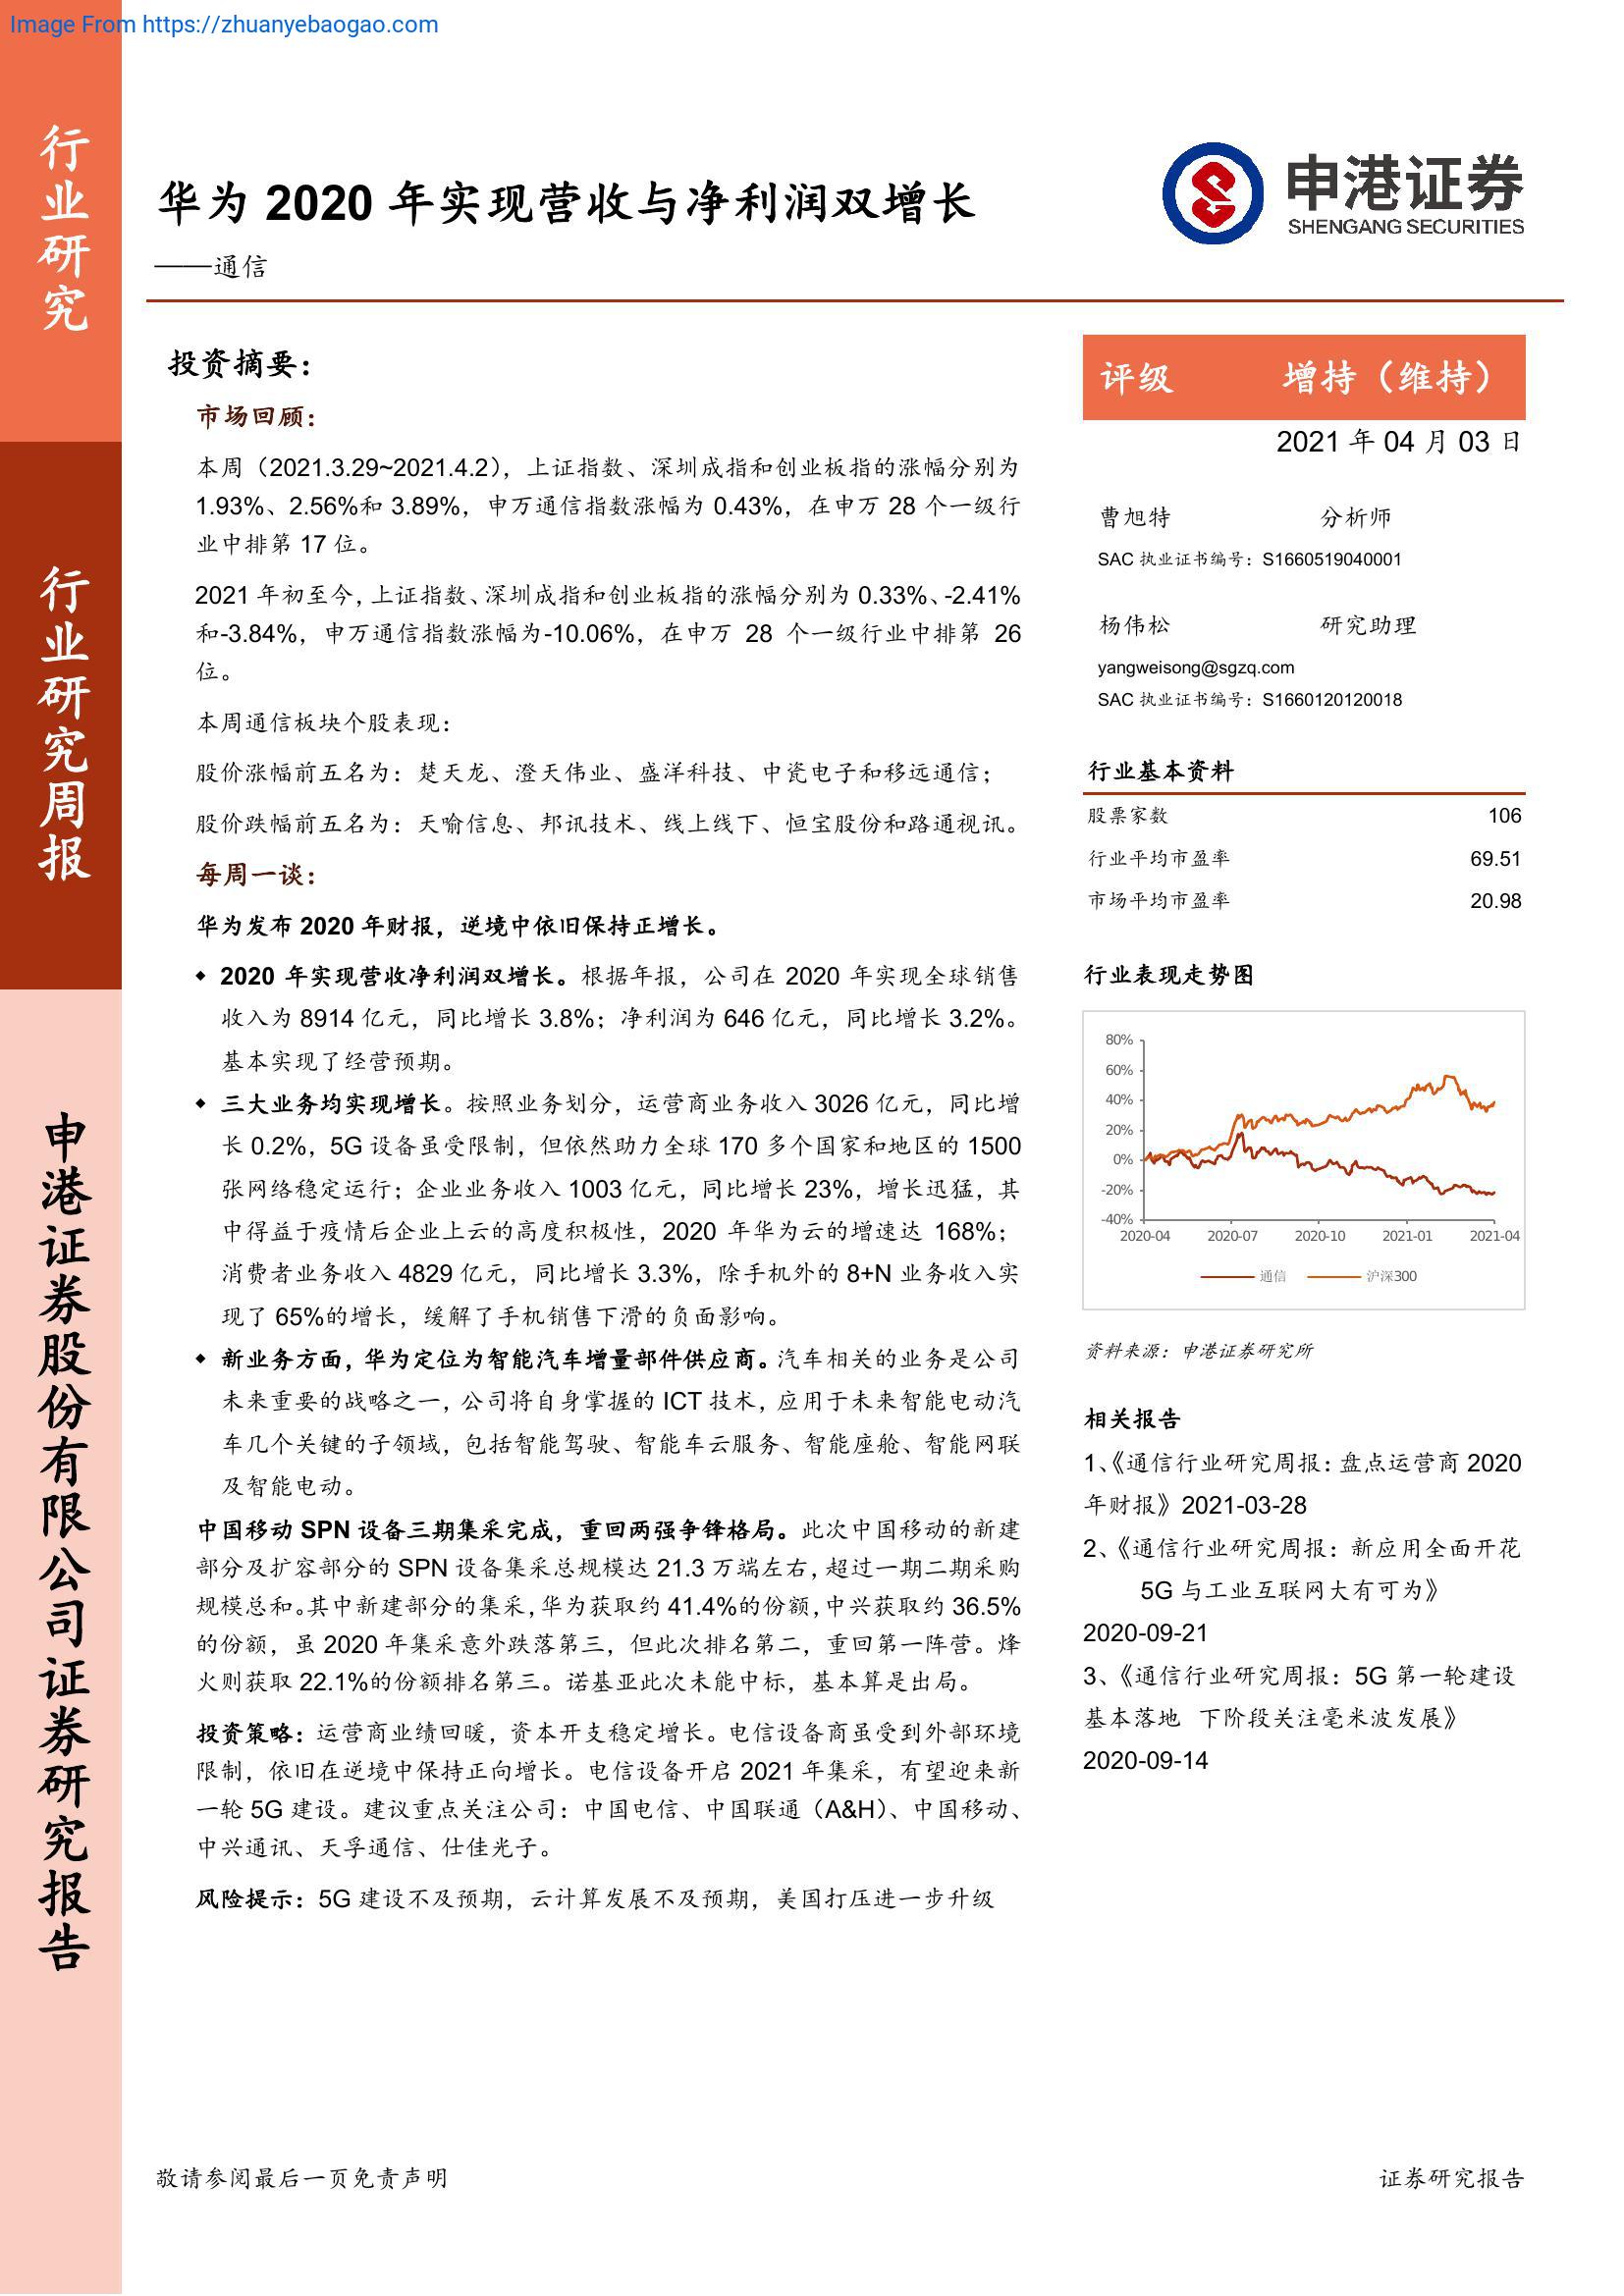 Image From https://zhuanyebaogao.com
行业研究
行业研究周报
申港证券股份有限公司证券研究报告
华为 2020 年实现营收与净利润双增长
——通信
申港证券
SHENGANG SECURITIES
投资摘要：
市场回顾：
本周（2021.3.29~2021.4.2），上证指数、深圳成指和创业板指的涨幅分别为
1.93%、2.56%和 3.89%，申万通信指数涨幅为 0.43%，在申万 28 个一级行
业中排第 17 位。
2021 年初至今，上证指数、深圳成指和创业板指的涨幅分别为 0.33%、-2.41%
和-3.84%，申万通信指数涨幅为-10.06%，在申万 28 个一级行业中排第 26
位。
本周通信板块个股表现：
股价涨幅前五名为：楚天龙、澄天伟业、盛洋科技、中瓷电子和移远通信；
股价跌幅前五名为：天喻信息、邦讯技术、线上线下、恒宝股份和路通视讯。
每周一谈：
华为发布 2020 年财报，逆境中依旧保持正增长。
◆ 2020 年实现营收净利润双增长。根据年报，公司在 2020 年实现全球销售
收入为 8914 亿元，同比增长 3.8%；净利润为 646 亿元，同比增长 3.2%。
基本实现了经营预期。
◆ 三大业务均实现增长。按照业务划分，运营商业务收入 3026 亿元，同比增
长 0.2%，5G 设备虽受限制，但依然助力全球 170 多个国家和地区的 1500
张网络稳定运行；企业业务收入 1003 亿元，同比增长 23%，增长迅猛，其
中得益于疫情后企业上云的高度积极性，2020 年华为云的增速达 168%；
消费者业务收入 4829 亿元，同比增长 3.3%，除手机外的 8+N 业务收入实
现了 65%的增长，缓解了手机销售下滑的负面影响。
◆ 新业务方面，华为定位为智能汽车增量部件供应商。汽车相关的业务是公司
未来重要的战略之一，公司将自身掌握的 ICT 技术，应用于未来智能电动汽
车几个关键的子领域，包括智能驾驶、智能车云服务、智能座舱、智能网联
及智能电动。
中国移动 SPN 设备三期集采完成，重回两强争锋格局。此次中国移动的新建
部分及扩容部分的 SPN 设备集采总规模达 21.3 万端左右，超过一期二期采购
规模总和。其中新建部分的集采，华为获取约 41.4%的份额，中兴获取约 36.5%
的份额，虽 2020 年集采意外跌落第三，但此次排名第二，重回第一阵营。烽
火则获取 22.1%的份额排名第三。诺基亚此次未能中标，基本算是出局。
投资策略：运营商业绩回暖，资本开支稳定增长。电信设备商虽受到外部环境
限制，依旧在逆境中保持正向增长。电信设备开启 2021 年集采，有望迎来新
一轮 5G 建设。建议重点关注公司：中国电信、中国联通（A&H）、中国移动、
中兴通讯、天孚通信、仕佳光子。
风险提示：5G 建设不及预期，云计算发展不及预期，美国打压进一步升级
评级 增持（维持）
2021 年 04 月 03 日
曹旭特 分析师
SAC 执业证书编号：S1660519040001
杨伟松 研究助理
yangweisong@sgzq.com
SAC 执业证书编号：S1660120120018
行业基本资料
股票家数 106
行业平均市盈率 69.51
市场平均市盈率 20.98
行业表现走势图
80%
60%
40%
20%
0%
-20%
-40%
2020-04 2020-07 2020-10 2021-01 2021-04
通信 沪深300
资料来源：申港证券研究所
相关报告
1、《通信行业研究周报：盘点运营商 2020
年财报》2021-03-28
2、《通信行业研究周报：新应用全面开花
5G 与工业互联网大有可为》
2020-09-21
3、《通信行业研究周报：5G 第一轮建设
基本落地 下阶段关注毫米波发展》
2020-09-14
敬请参阅最后一页免责声明
证券研究报告